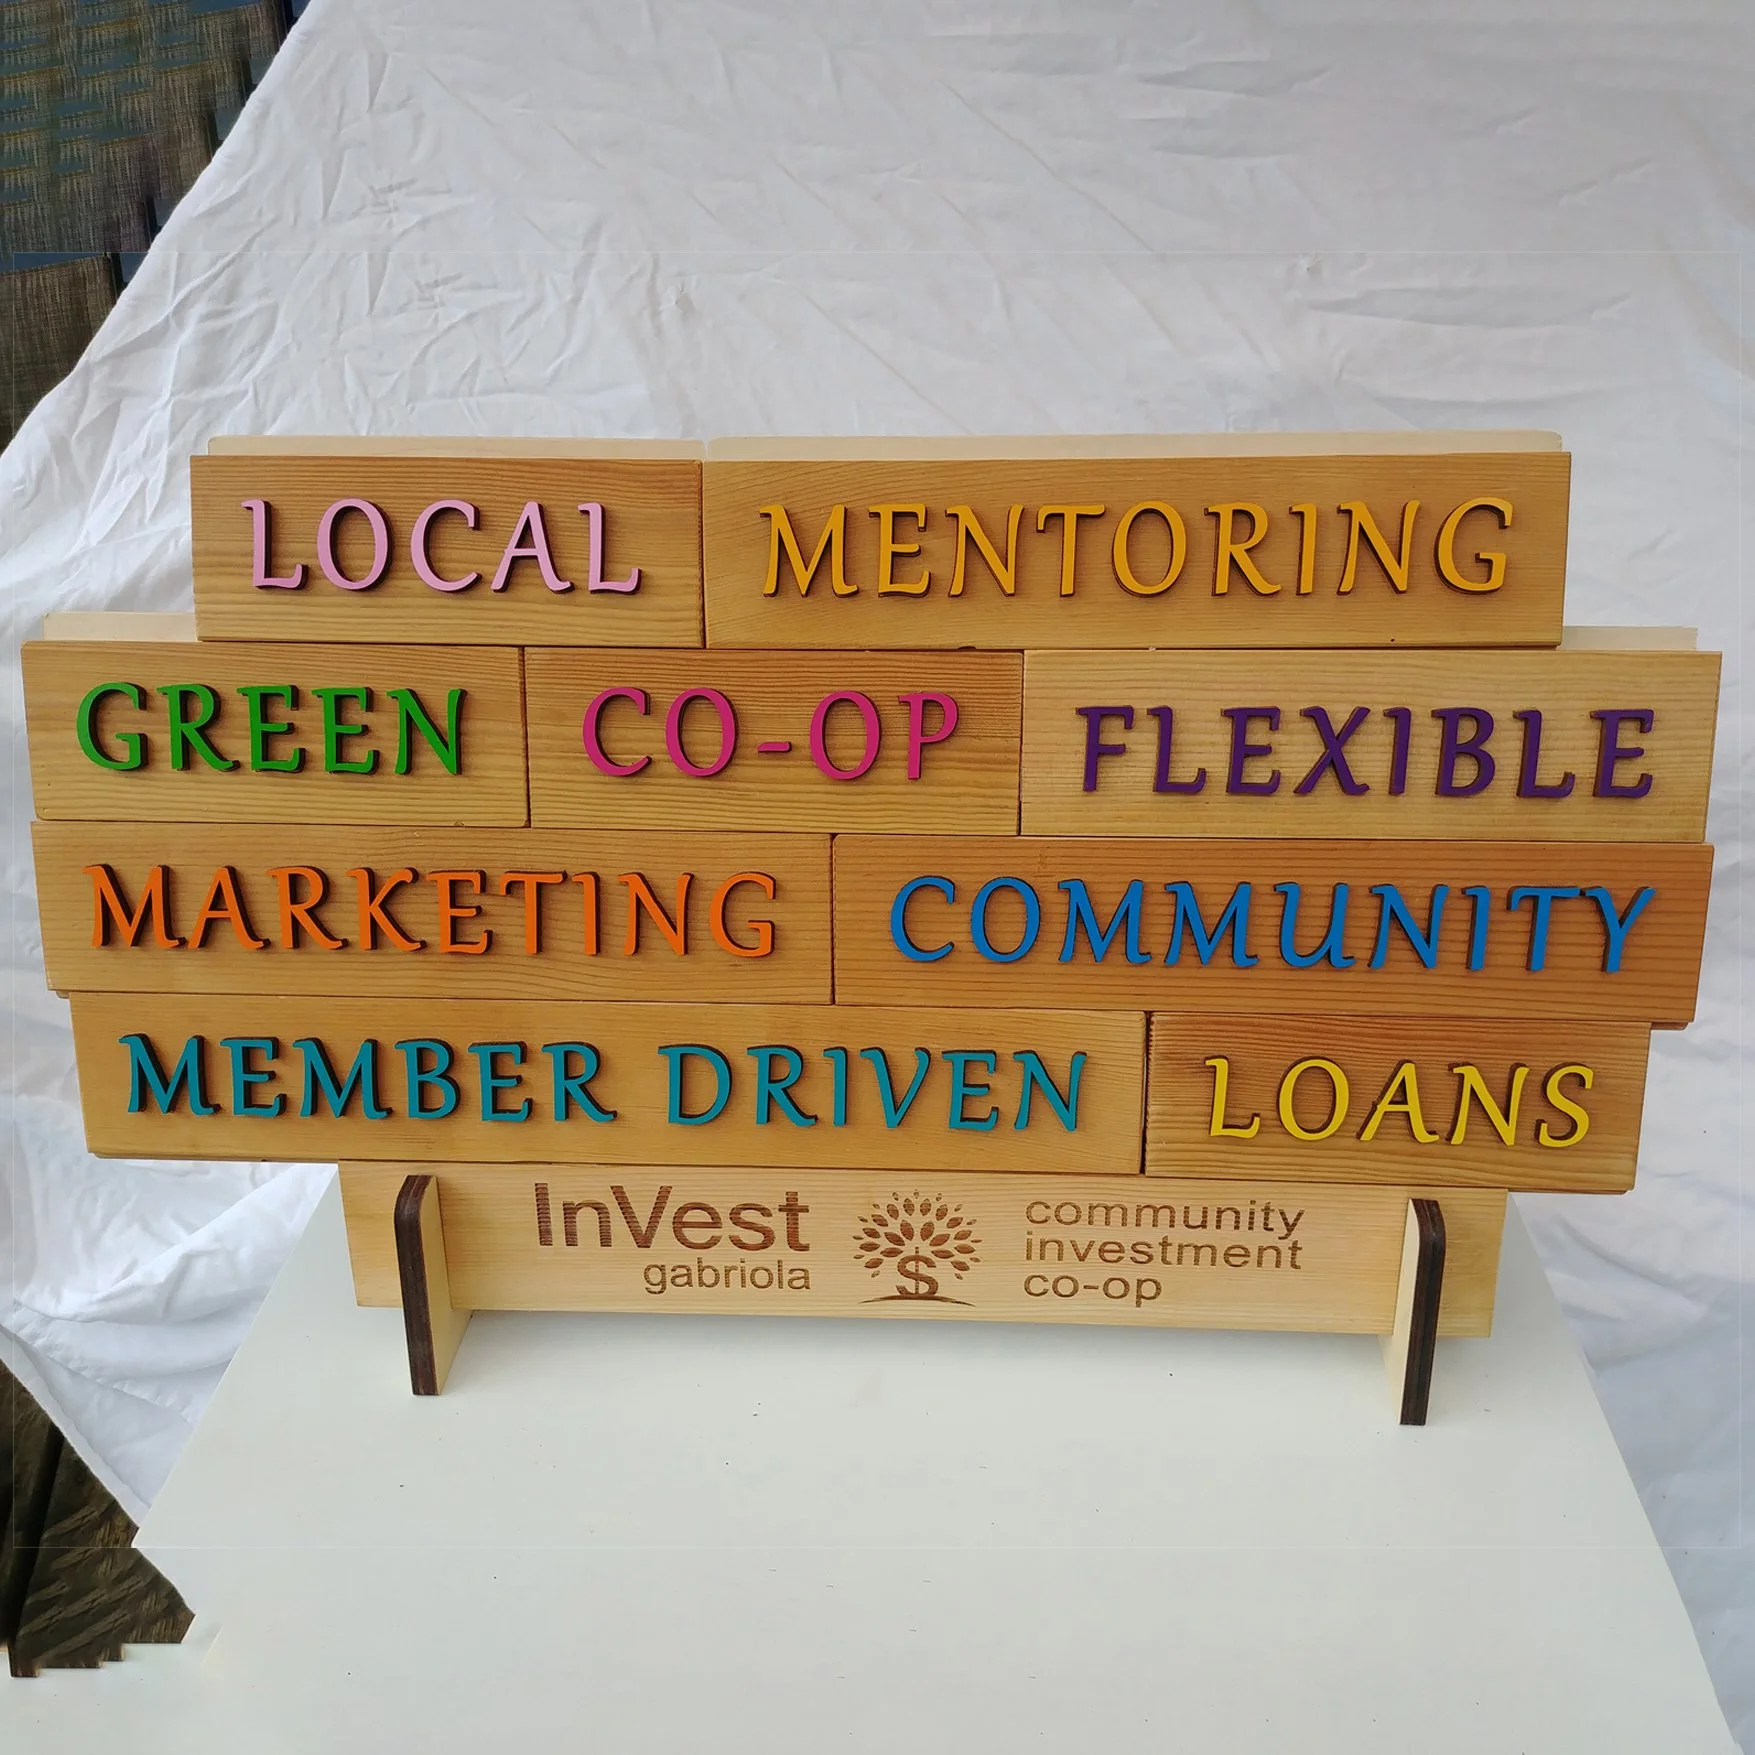 LOCAL MENTORING
GREEN CO-OP FLEXIBLE
MARKETING COMMUNITY
MEMBER DRIVEN LOANS
InVest
gabriola
$
community
investment
co-op